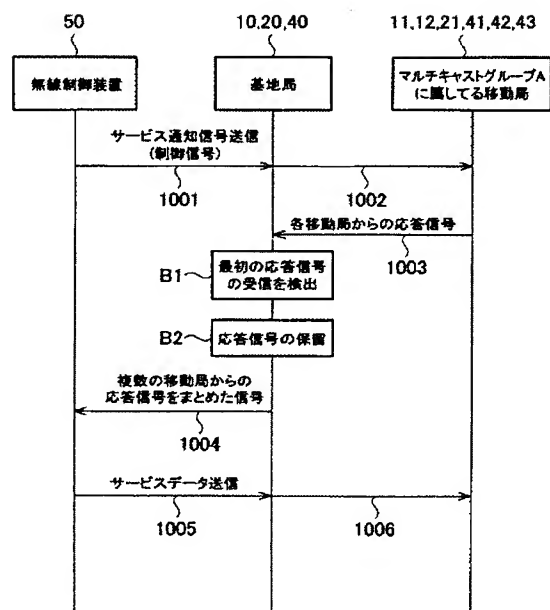 50
10,20,40
11,12,21,41,42,43
無線制御装置
基地局
マルチキャストグループA
に属してる移動局
サービス通知信号送信
(制御信号)
1001
1002
各移動局からの応答信号
1003
B1
最初の応答信号
の受信を検出
B2
応答信号の保留
複数の移動局からの
応答信号をまとめた信号
1004
サービスデータ送信
1005
1006